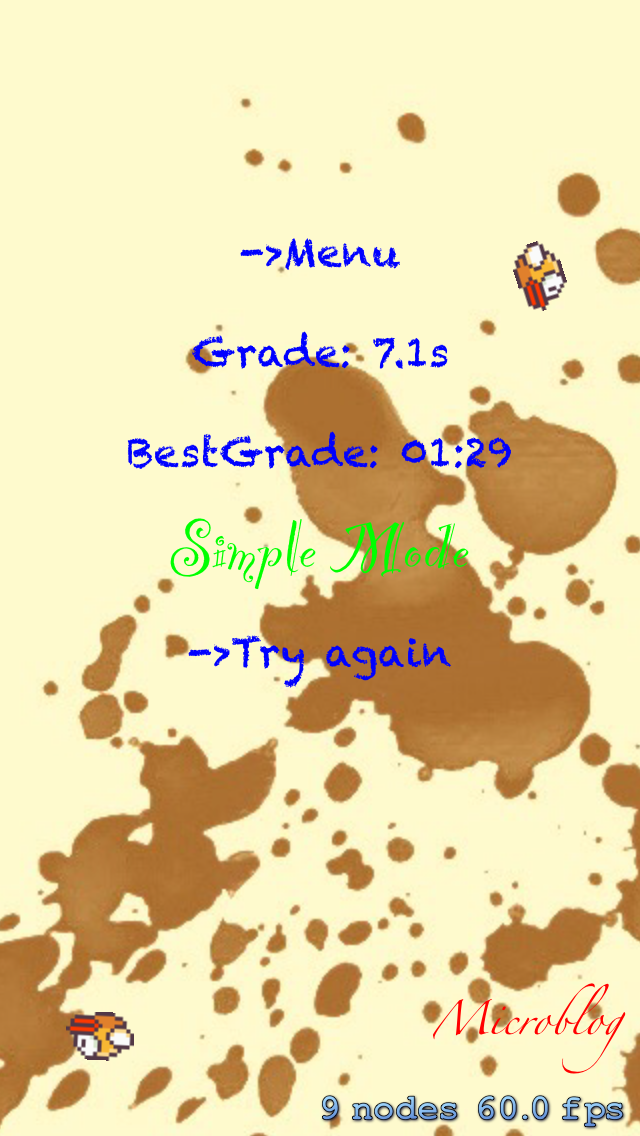 ->Menu
Grade: 7.1s
BestGrade: 01:29
Simple Mode
->Try again
Microblog
9 nodes 60.0 fps